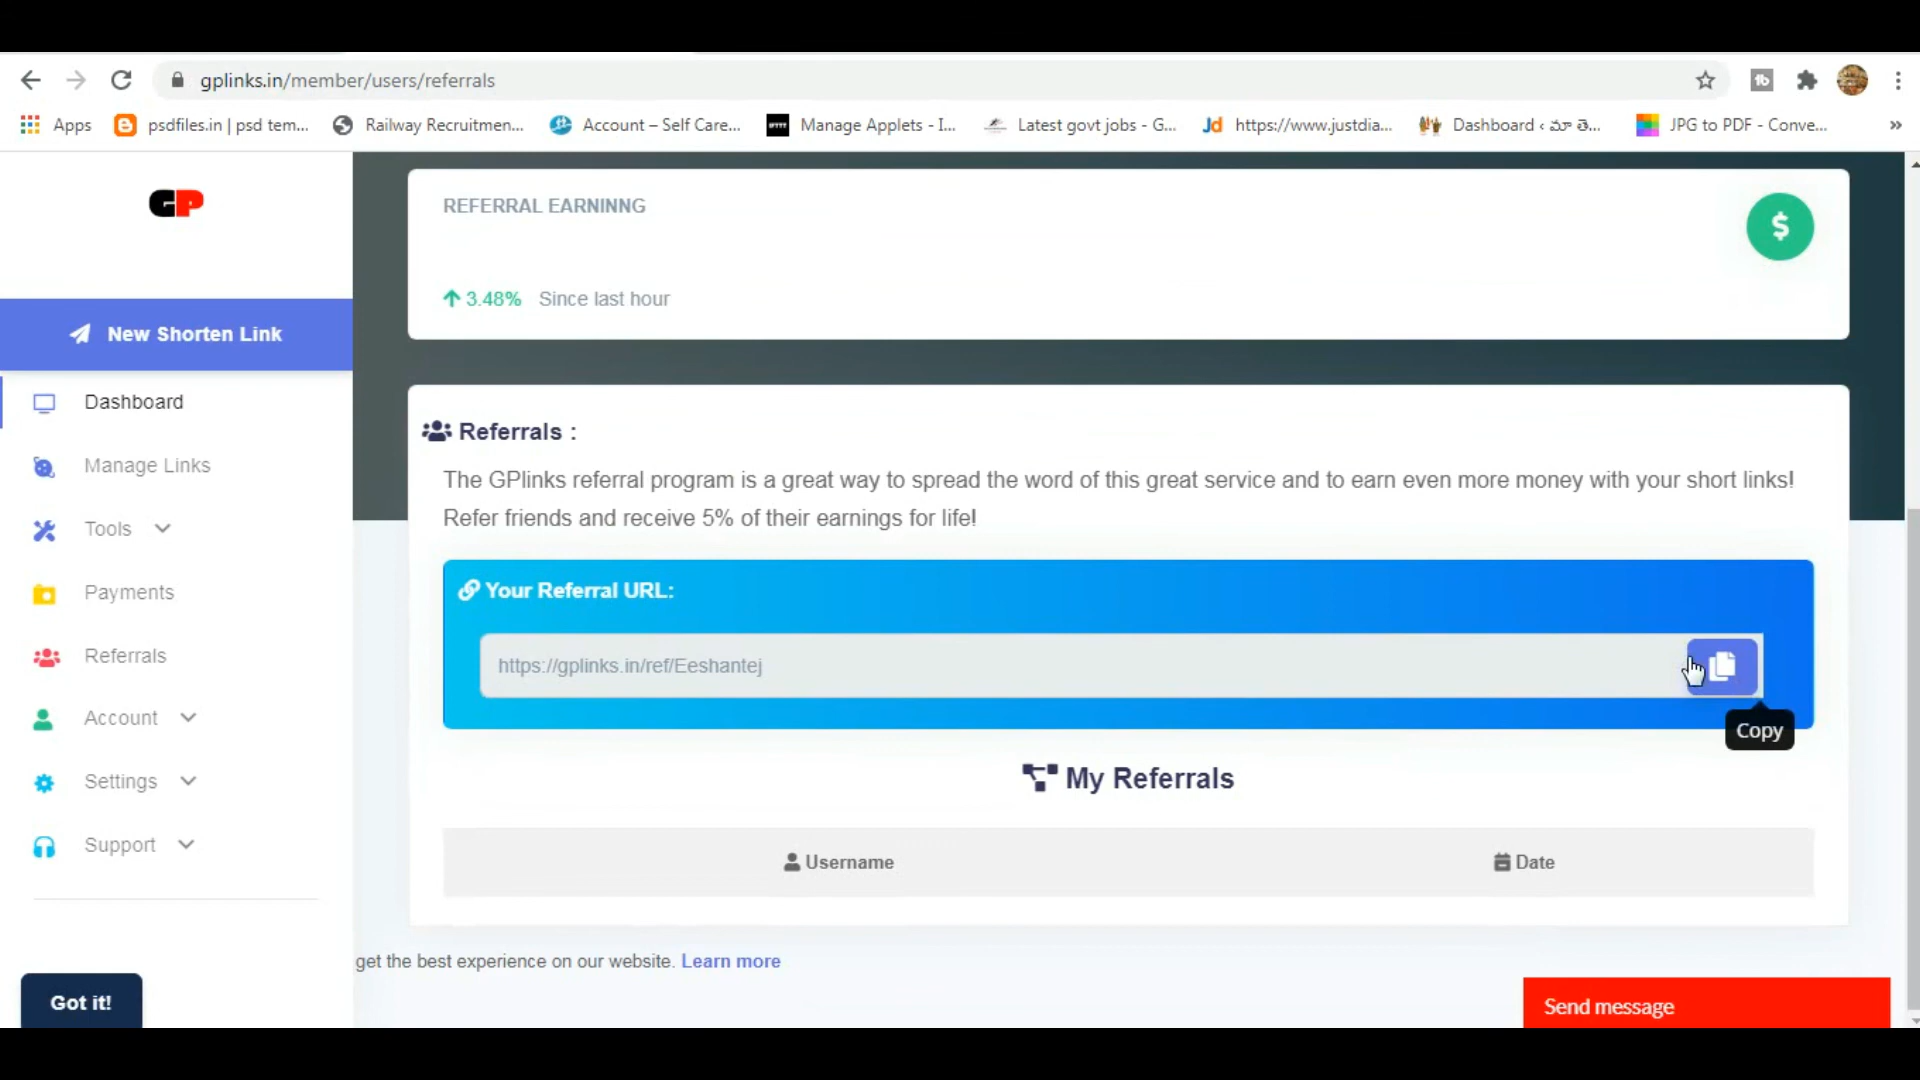 gplinks.in/member/users/referrals
Apps
psdfiles.in | psd tem...
Railway Recruitmen...
Account – Self Care...
IFTTT
Manage Applets - I...
Latest govt jobs - G...
Jd
https://www.justdia...
Dashboard ‹ మా తె...
JPG to PDF - Conve...
»
GP
New Shorten Link
Dashboard
Manage Links
Tools
Payments
Referrals
Account
Settings
Support
Got it!
REFERRAL EARNINNG
$
3.48% Since last hour
Referrals :
The GPlinks referral program is a great way to spread the word of this great service and to earn even more money with your short links!
Refer friends and receive 5% of their earnings for life!
Your Referral URL:
https://gplinks.in/ref/Eeshantej
Copy
My Referrals
Username
Date
get the best experience on our website. Learn more
Send message